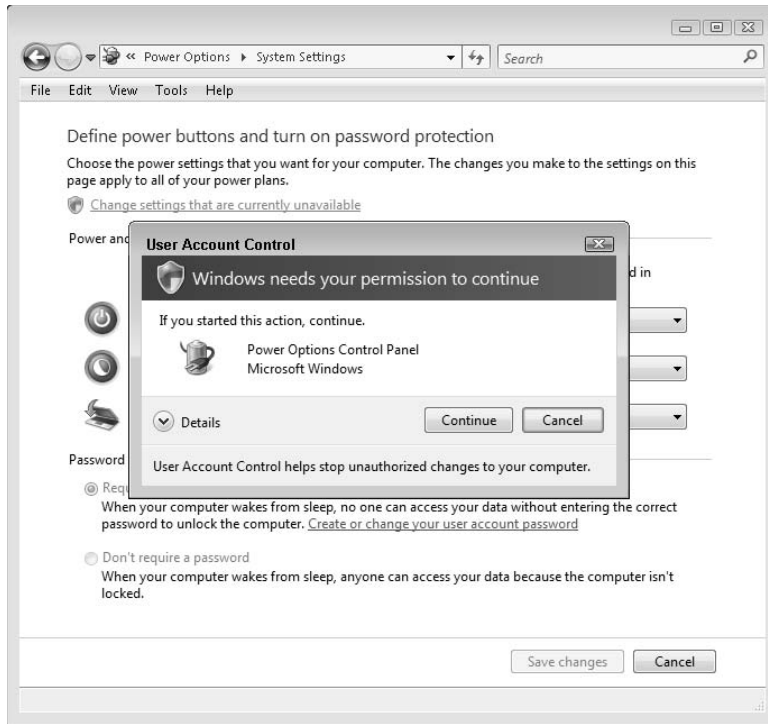 « Power Options ▸ System Settings
Search
File Edit View Tools Help
Define power buttons and turn on password protection
Choose the power settings that you want for your computer. The changes you make to the settings on this
page apply to all of your power plans.
Change settings that are currently unavailable
Power and
d in
User Account Control
Windows needs your permission to continue
If you started this action, continue.
Power Options Control Panel
Microsoft Windows
Details
Continue
Cancel
User Account Control helps stop unauthorized changes to your computer.
Password
Requ
When your computer wakes from sleep, no one can access your data without entering the correct
password to unlock the computer. Create or change your user account password
Don't require a password
When your computer wakes from sleep, anyone can access your data because the computer isn't
locked.
Save changes
Cancel